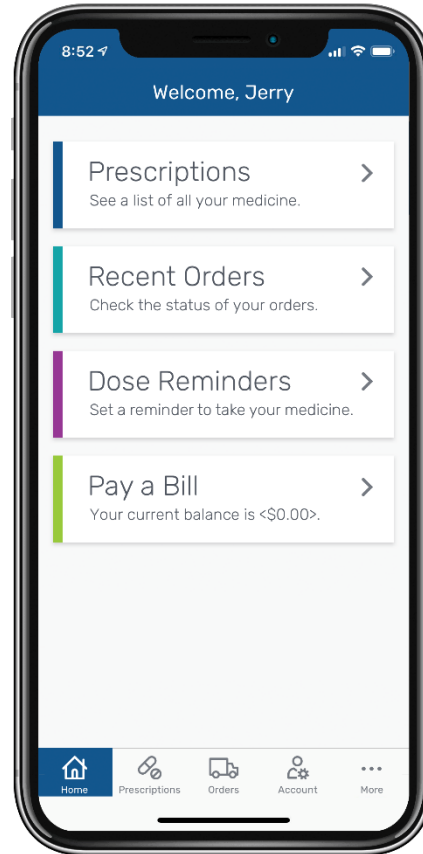 8:52
Welcome, Jerry
Prescriptions
See a list of all your medicine.
Recent Orders
Check the status of your orders.
Dose Reminders
Set a reminder to take your medicine.
Pay a Bill
Your current balance is <$0.00>.
Home Prescriptions Orders Account More